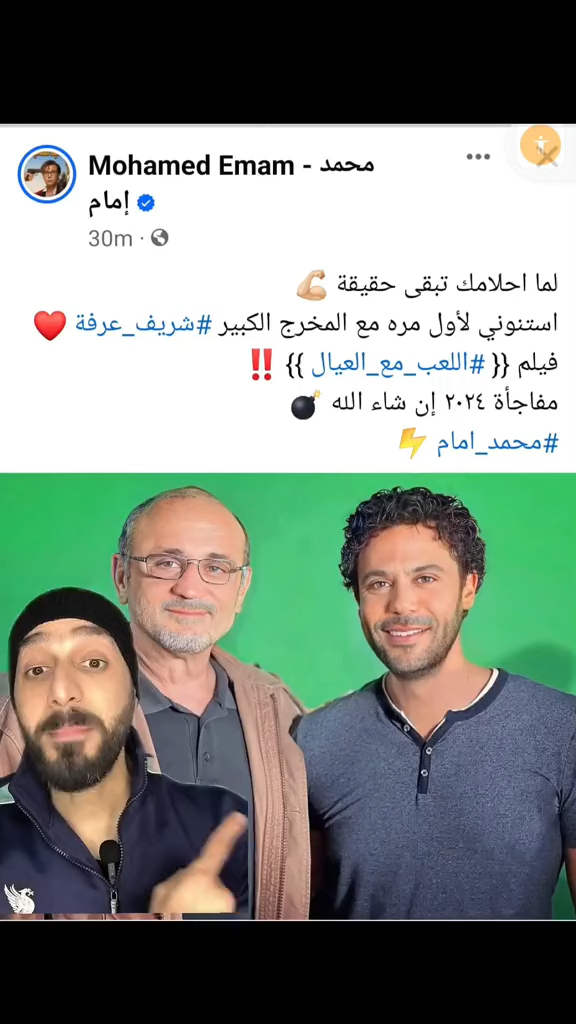 Mohamed Emam - محمد
إمام
30m ·
لما احلامك تبقى حقيقة 💪🏼
استنوني لأول مره مع المخرج الكبير #شريف_عرفة ❤️
فيلم {{ #اللعب_مع_العيال }} ‼️
مفاجأة ٢٠٢٤ إن شاء الله 💣
#محمد_امام ⚡